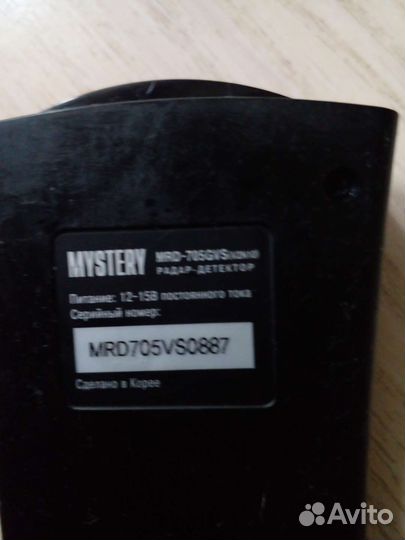 MYSTERY MRD-705GVS
РАДАР-ДЕТЕКТОР
Питание: 12-15В постоянного тока
Серийный номер:
MRD705VS0887
Сделано в Корее
Avito